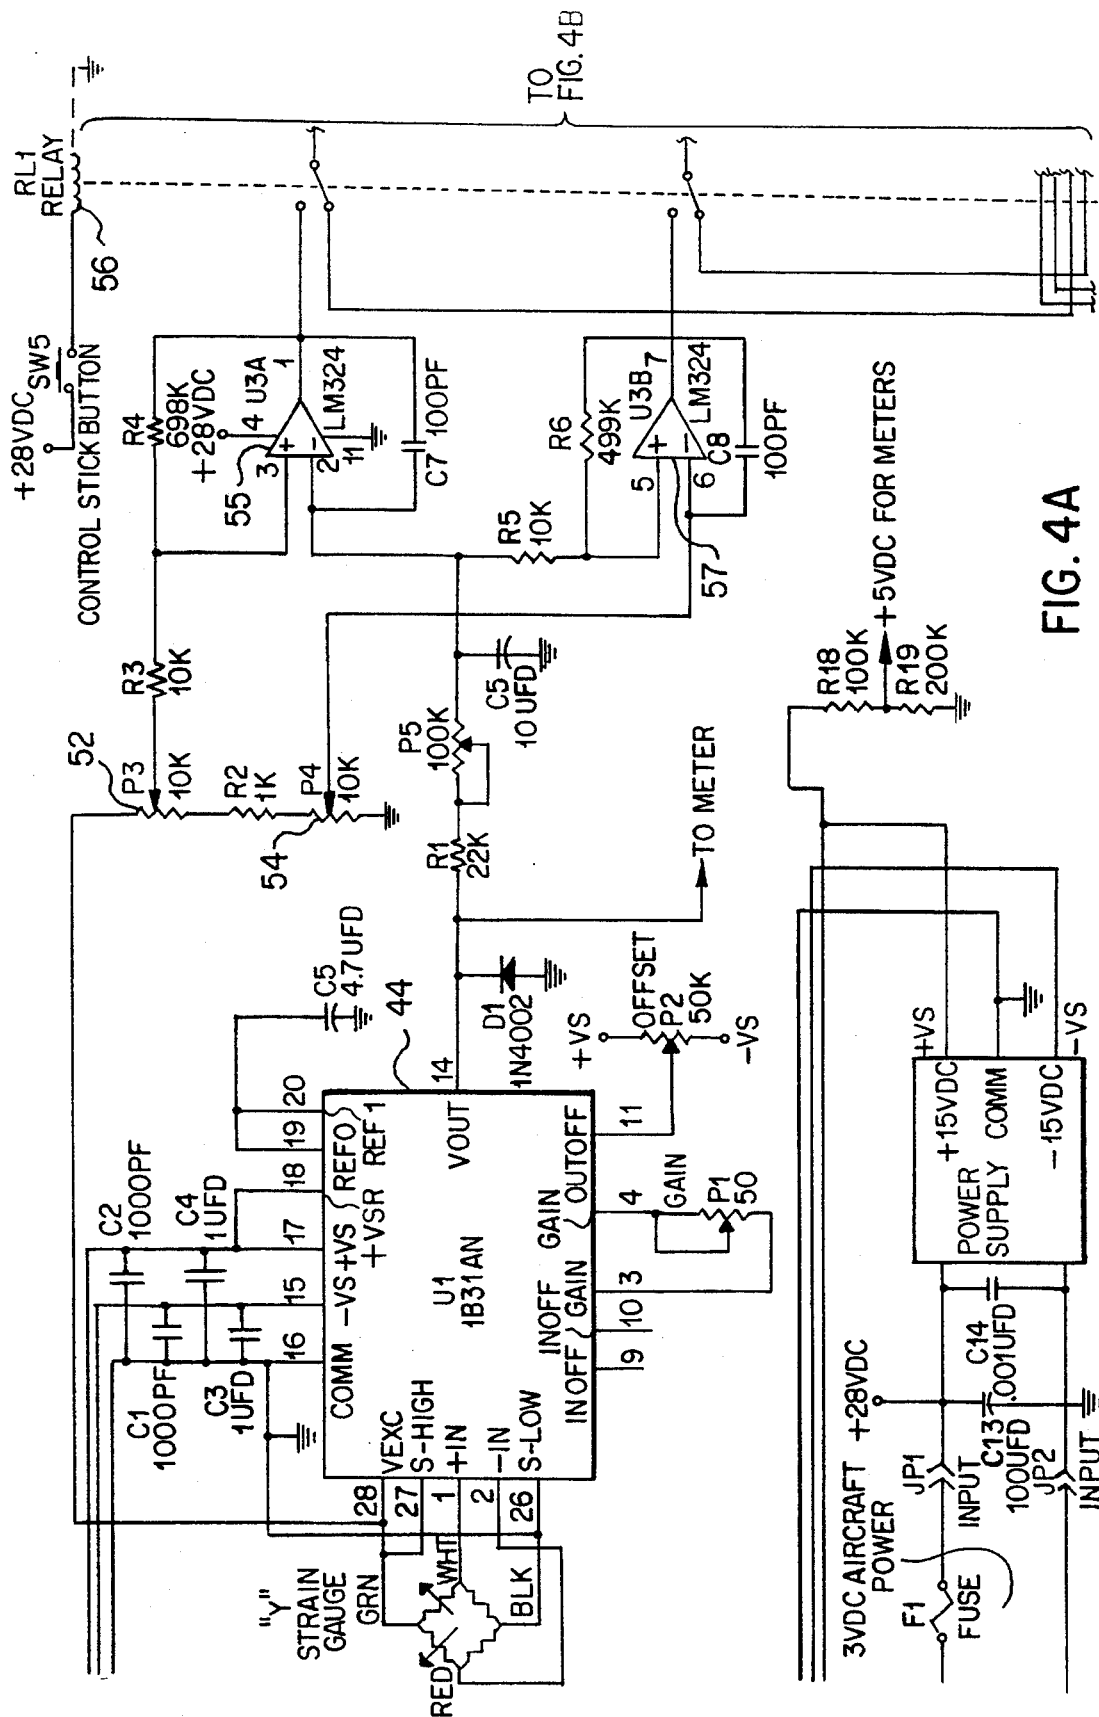 +28VDC
SW5
CONTROL STICK BUTTON
RL1
RELAY
56
52
P3
10K
R3
10K
R4
698K
+28VDC
4
U3A
3
2
1
11
LM324
55
C7
100PF
R2
1K
54
P4
10K
R1
22K
P5
100K
C5
10UFD
R5
10K
R6
499K
5
6
U3B
7
LM324
C8
100PF
57
TO
FIG. 4B
TO METER
C2
1000PF
C4
1UFD
C1
1000PF
C3
1UFD
C5
4.7UFD
44
16
15
17
18
19
20
COMM
-VS
+VS
+VSR
REFO
REF1
VOUT
14
D1
1N4002
U1
1B31AN
28
27
1
2
26
VEXC
S-HIGH
+IN
-IN
S-LOW
INOFF
INOFF
GAIN
GAIN
OUTOFF
9
10
3
4
11
GAIN
P1
50
+VS
OFFSET
P2
50K
-VS
"Y"
STRAIN
GAUGE
GRN
WHT
RED
BLK
3VDC AIRCRAFT
POWER
+28VDC
F1
FUSE
JP1
INPUT
C13
100UFD
C14
.001UFD
JP2
INPUT
POWER
SUPPLY
+15VDC
COMM
-15VDC
+VS
-VS
R18
100K
R19
200K
+5VDC FOR METERS
FIG. 4A